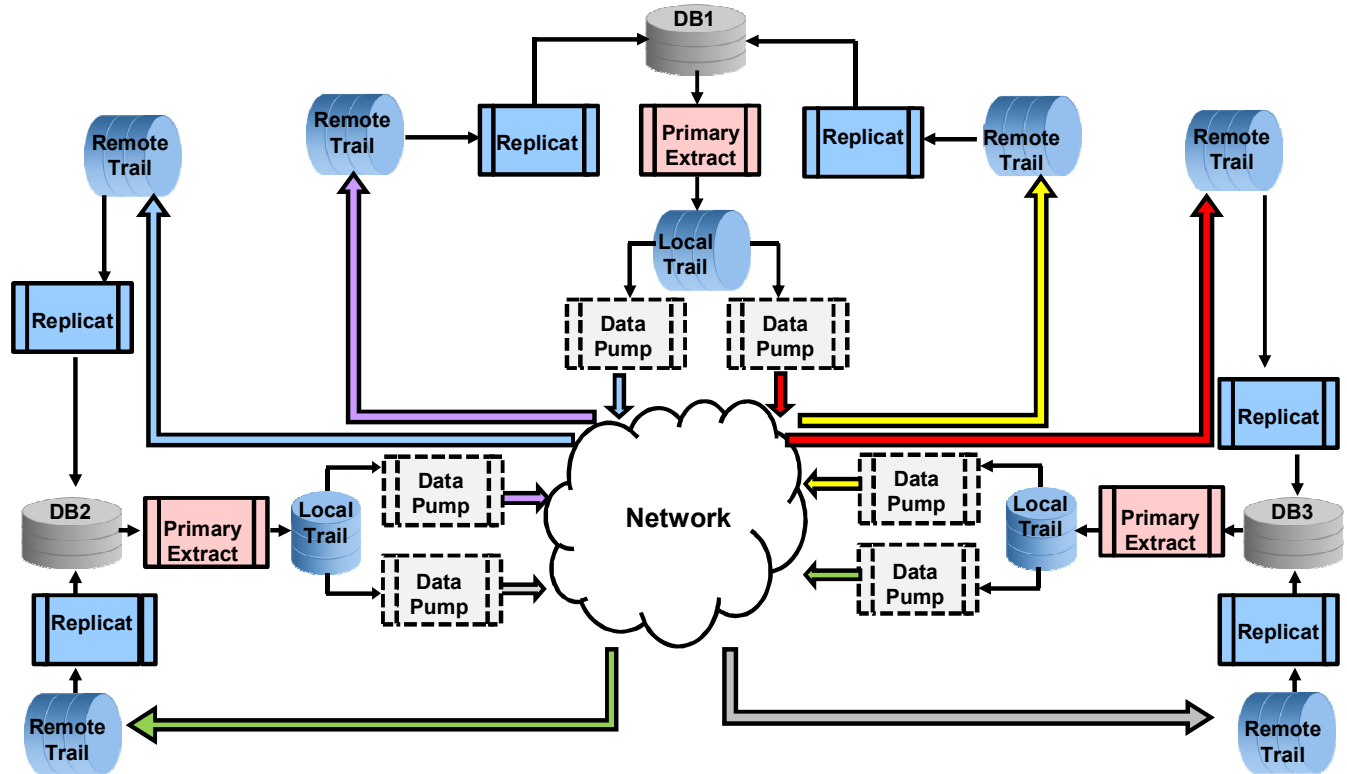 DB1
Remote
Trail
Replicat
Primary
Extract
Replicat
Remote
Trail
Remote
Trail
Remote
Trail
Local
Trail
Replicat
Data
Pump
Data
Pump
Replicat
Data
Pump
Network
Data
Pump
DB2
Primary
Extract
Local
Trail
Local
Trail
Primary
Extract
DB3
Data
Pump
Data
Pump
Replicat
Replicat
Remote
Trail
Remote
Trail